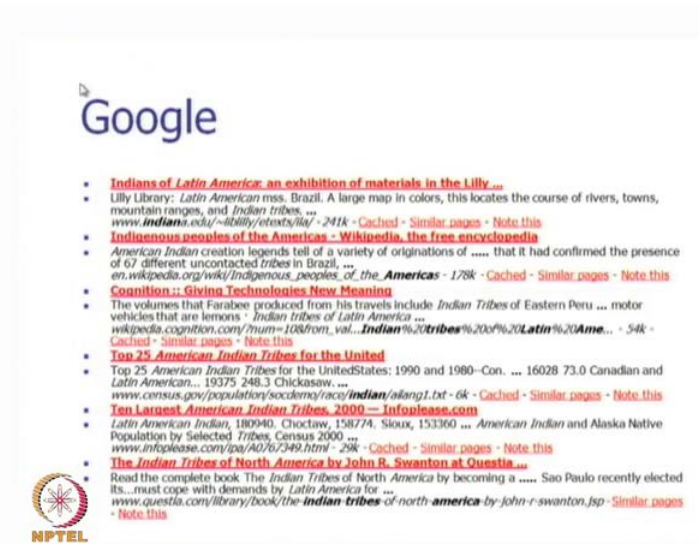 Google
Indians of Latin America: an exhibition of materials in the Lilly ...
Lilly Library: Latin American mss. Brazil. A large map in colors, this locates the course of rivers, towns,
mountain ranges, and Indian tribes. ...
www.indiana.edu/~liblilly/etexts/lla/ - 241k - Cached - Similar pages - Note this
Indigenous peoples of the Americas - Wikipedia, the free encyclopedia
American Indian creation legends tell of a variety of originations of ..... that it had confirmed the presence
of 67 different uncontacted tribes in Brazil, ...
en.wikipedia.org/wiki/Indigenous_peoples_of_the_Americas - 178k - Cached - Similar pages - Note this
Cognition :: Giving Technologies New Meaning
The volumes that Farabee produced from his travels include Indian Tribes of Eastern Peru ... motor
vehicles that are lemons · Indian tribes of Latin America ...
wikipedia.cognition.com/?num=10&from_val...Indian%20tribes%20of%20Latin%20Ame... - 54k -
Cached - Similar pages - Note this
Top 25 American Indian Tribes for the United
Top 25 American Indian Tribes for the UnitedStates: 1990 and 1980--Con. ... 16028 73.0 Canadian and
Latin American... 19375 248.3 Chickasaw. ...
www.census.gov/population/socdemo/race/indian/ailang1.txt - 6k - Cached - Similar pages - Note this
Ten Largest American Indian Tribes, 2000 — Infoplease.com
Latin American Indian, 180940. Choctaw, 158774. Sioux, 153360 ... American Indian and Alaska Native
Population by Selected Tribes, Census 2000 ...
www.infoplease.com/ipa/A0767349.html - 29k - Cached - Similar pages - Note this
The Indian Tribes of North America by John R. Swanton at Questia ...
Read the complete book The Indian Tribes of North America by becoming a ..... Sao Paulo recently elected
its...must cope with demands by Latin America for ...
www.questia.com/library/book/the-indian-tribes-of-north-america-by-john-r-swanton.jsp - Similar pages
- Note this
NPTEL